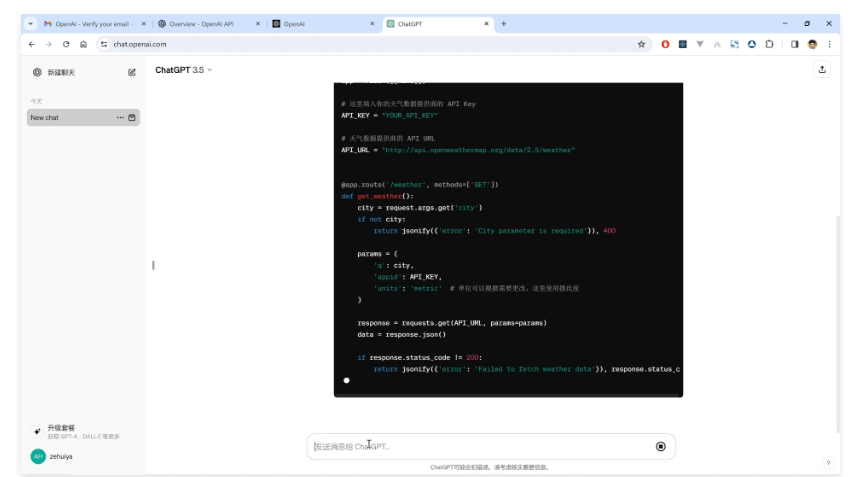 OpenAI - Verify your email -
Overview - OpenAI API
OpenAI
ChatGPT
chat.openai.com
新建聊天
ChatGPT 3.5
今天
New chat
# 这里填入你的天气数据提供商的 API Key
API_KEY = "YOUR_API_KEY"
# 天气数据提供商的 API URL
API_URL = "http://api.openweathermap.org/data/2.5/weather"
@app.route('/weather', methods=['GET'])
def get_weather():
city = request.args.get('city')
if not city:
return jsonify({'error': 'City parameter is required'}), 400
params = {
'q': city,
'appid': API_KEY,
'units': 'metric' # 单位可以根据需要更改，这里使用摄氏度
}
response = requests.get(API_URL, params=params)
data = response.json()
if response.status_code != 200:
return jsonify({'error': 'Failed to fetch weather data'}), response.status_c
升级套餐
获取 GPT-4、DALL·E 等更多
AH zehuiya
发送消息给 ChatGPT...
ChatGPT可能会犯错误。请考虑核实重要信息。
?